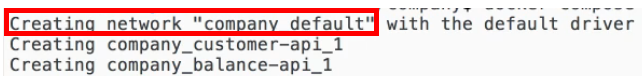 Creating network "company_default" with the default driver
Creating company_customer-api_1
Creating company_balance-api_1